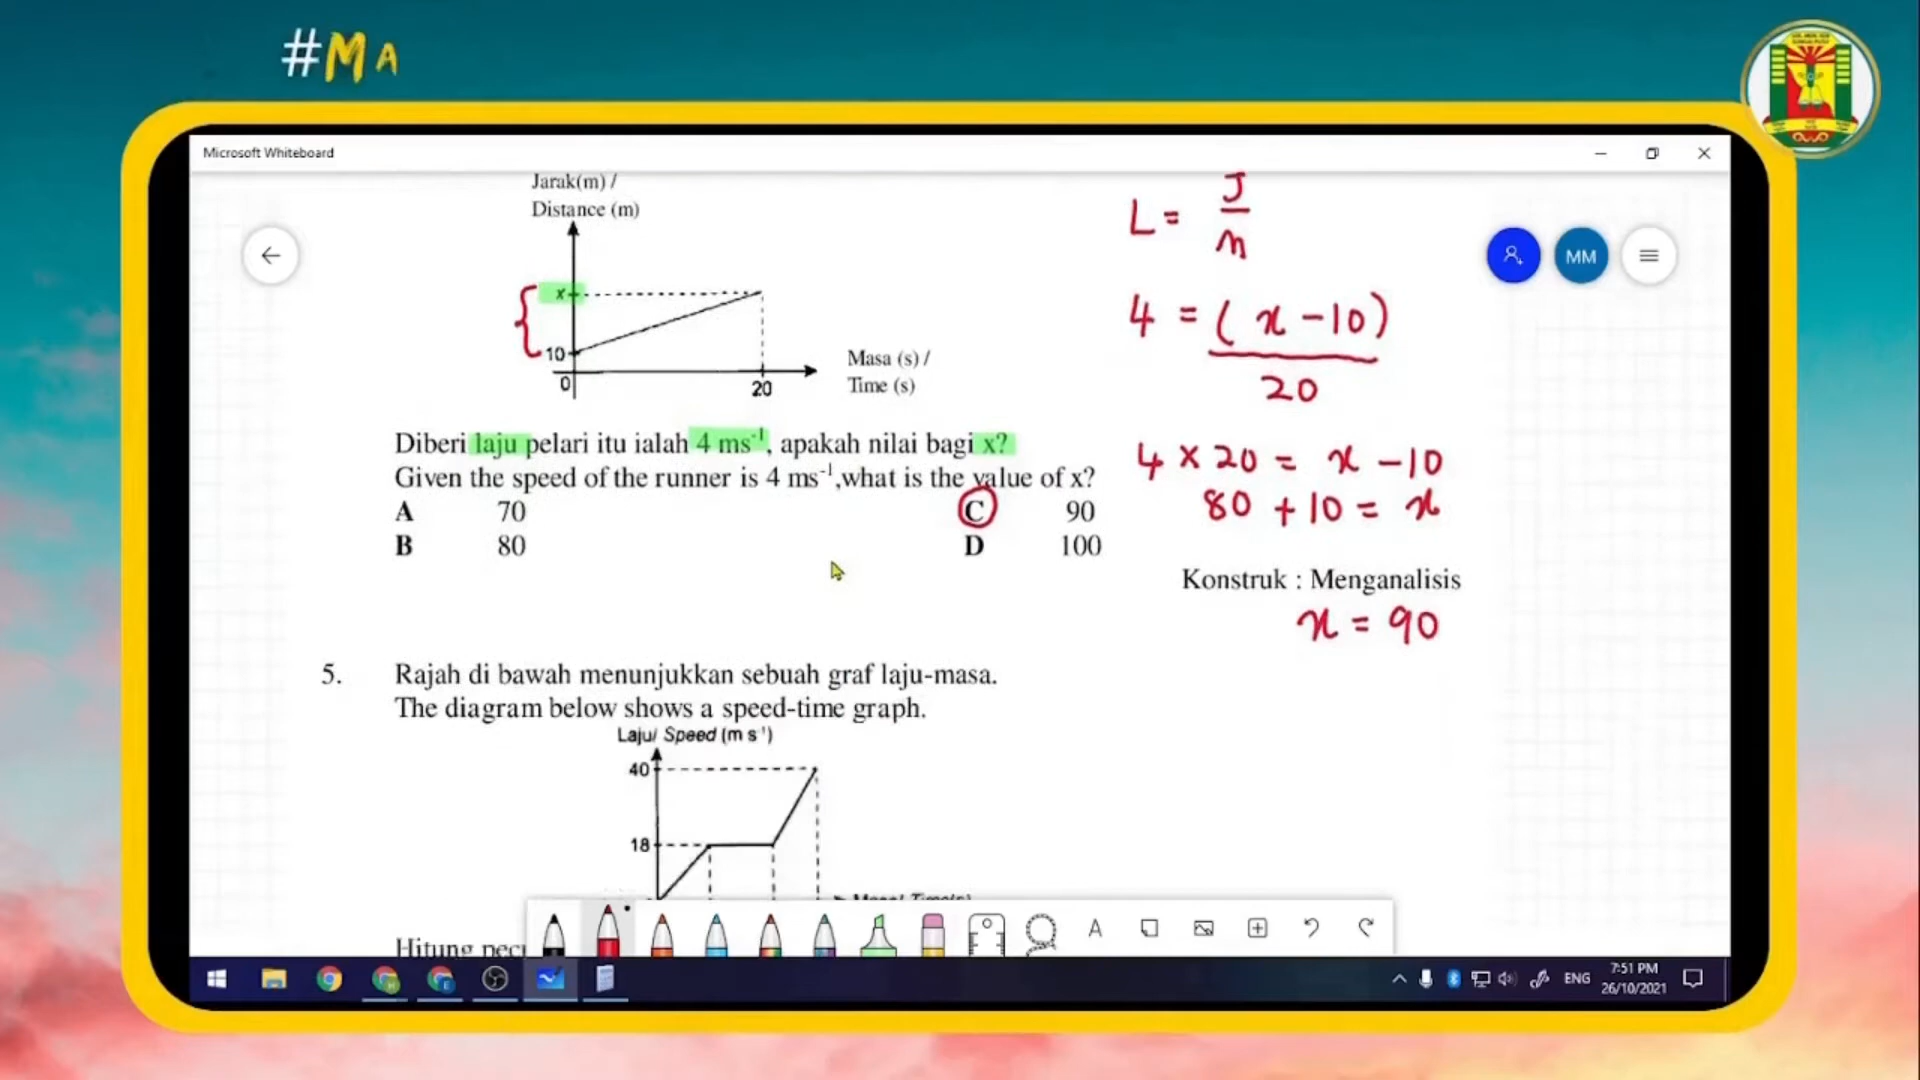 #MA
Microsoft Whiteboard
Jarak(m) /
Distance (m)
x
10
0
20
Masa (s) /
Time (s)
L = J
m
4 = (x - 10)
20
4 × 20 = x - 10
80 + 10 = x
MM
Diberi laju pelari itu ialah 4 ms⁻¹, apakah nilai bagi x?
Given the speed of the runner is 4 ms⁻¹,what is the value of x?
A 70 C 90
B 80 D 100
Konstruk : Menganalisis
x = 90
5. Rajah di bawah menunjukkan sebuah graf laju-masa.
The diagram below shows a speed-time graph.
Laju/ Speed (m s⁻¹)
40
18
Hitung
A
ENG
7:51 PM
26/10/2021